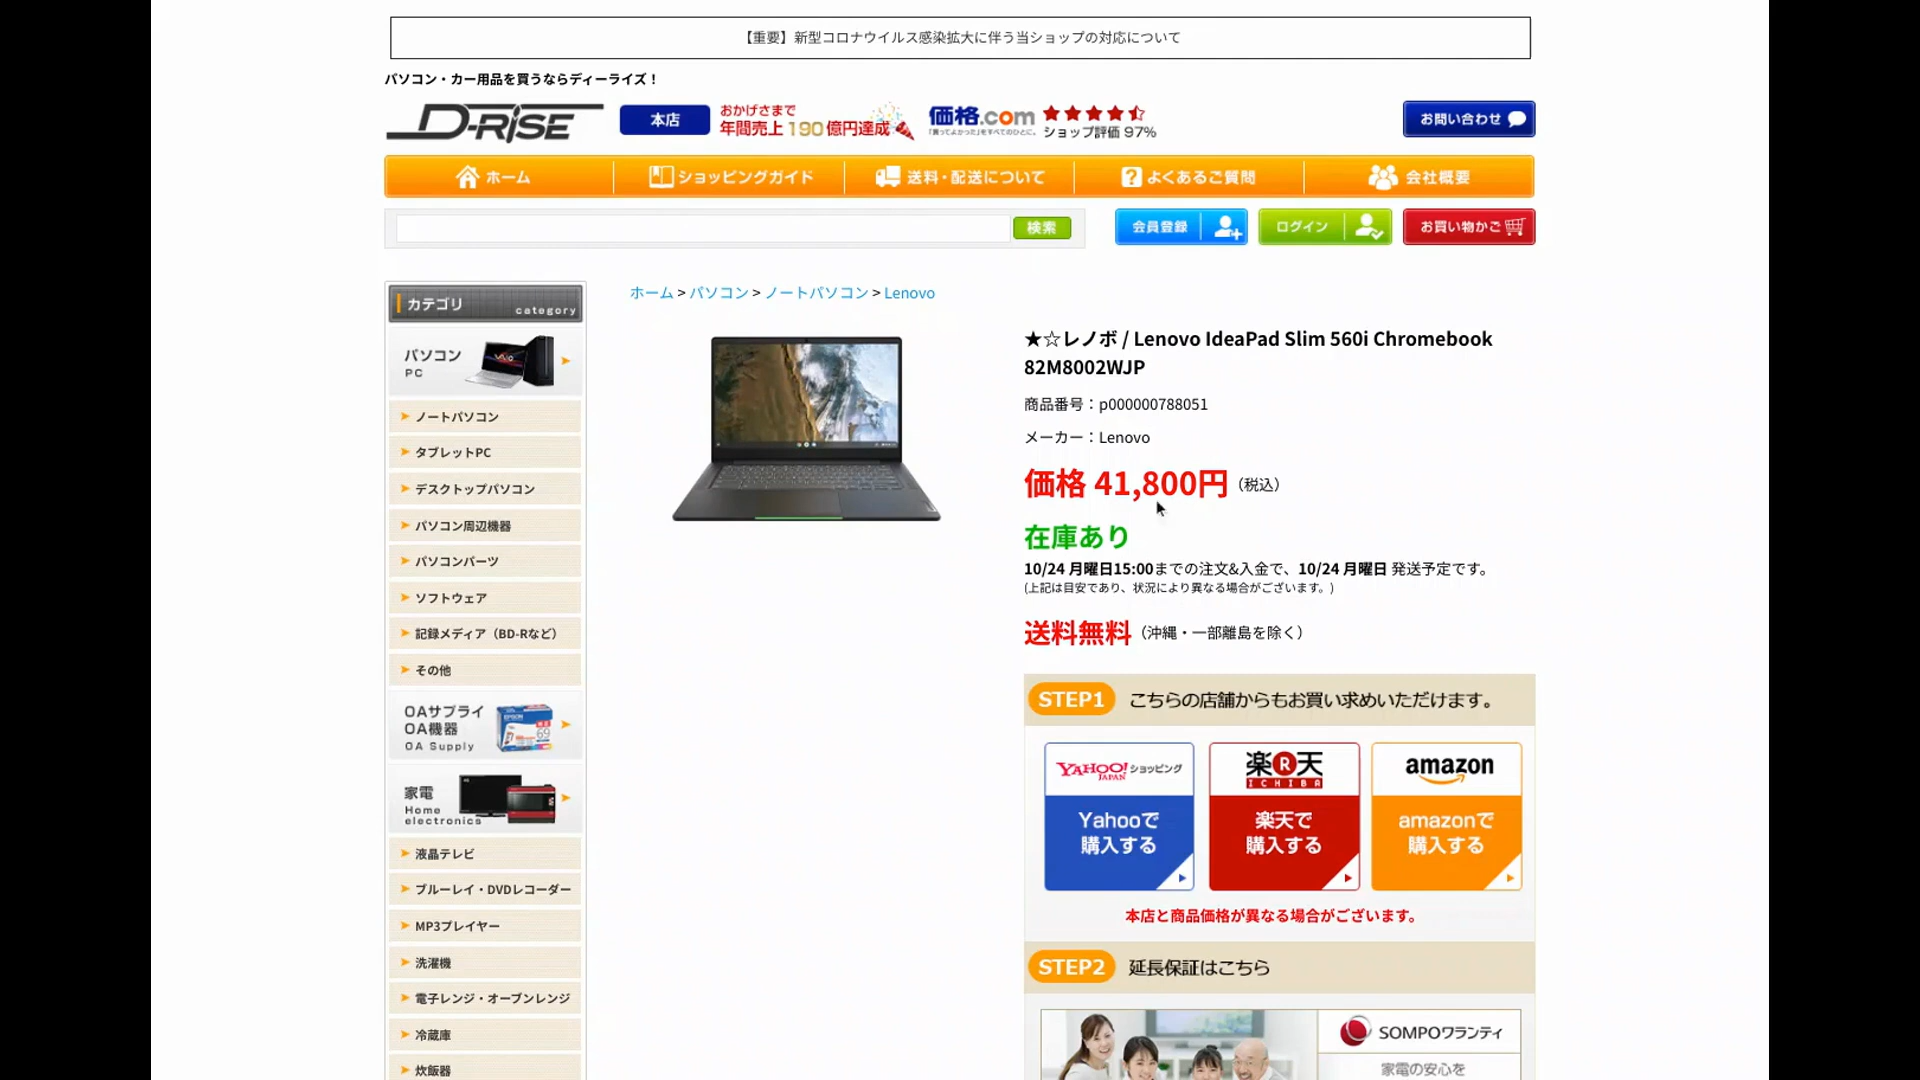 【重要】新型コロナウイルス感染拡大に伴う当ショップの対応について
パソコン・カー用品を買うならディーライズ！
D-RISE
本店
おかげさまで
年間売上190億円達成
価格.com
「買ってよかった」をすべてのひとに。
ショップ評価 97%
お問い合わせ
ホーム
ショッピングガイド
送料・配送について
よくあるご質問
会社概要
検索
会員登録
ログイン
お買い物かご
カテゴリ
category
パソコン
PC
ノートパソコン
タブレットPC
デスクトップパソコン
パソコン周辺機器
パソコンパーツ
ソフトウェア
記録メディア（BD-Rなど）
その他
OAサプライ
OA機器
OA Supply
家電
Home
electronics
液晶テレビ
ブルーレイ・DVDレコーダー
MP3プレイヤー
洗濯機
電子レンジ・オーブンレンジ
冷蔵庫
炊飯器
ホーム > パソコン > ノートパソコン > Lenovo
★☆レノボ / Lenovo IdeaPad Slim 560i Chromebook
82M8002WJP
商品番号：p000000788051
メーカー：Lenovo
価格 41,800円（税込）
在庫あり
10/24 月曜日15:00までの注文&入金で、10/24 月曜日 発送予定です。
(上記は目安であり、状況により異なる場合がございます。)
送料無料（沖縄・一部離島を除く）
STEP1 こちらの店舗からもお買い求めいただけます。
YAHOO! JAPAN ショッピング
Yahooで
購入する
楽天
ICHIBA
楽天で
購入する
amazon
amazonで
購入する
本店と商品価格が異なる場合がございます。
STEP2 延長保証はこちら
SOMPOワランティ
家電の安心を